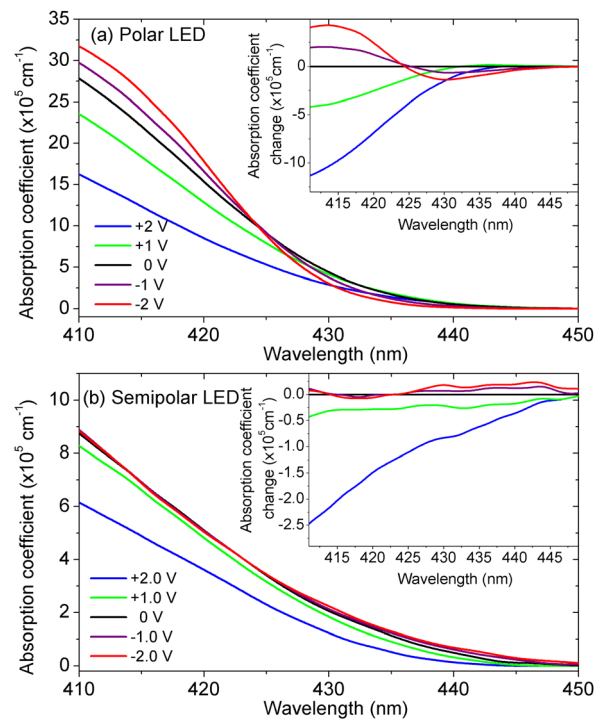 (a) Polar LED
Absorption coefficient (x10⁵ cm⁻¹)
35
30
25
20
15
10
5
0
+2 V
+1 V
0 V
-1 V
-2 V
410
420
430
440
450
Wavelength (nm)
Absorption coefficient
change (x10⁵cm⁻¹)
0
-5
-10
415
420
425
430
435
440
445
Wavelength (nm)
(b) Semipolar LED
Absorption coefficient (x10⁵ cm⁻¹)
10
8
6
4
2
0
+2.0 V
+1.0 V
0 V
-1.0 V
-2.0 V
410
420
430
440
450
Wavelength (nm)
Absorption coefficient
change (x10⁵cm⁻¹)
0.0
-0.5
-1.0
-1.5
-2.0
-2.5
415
420
425
430
435
440
445
Wavelength (nm)